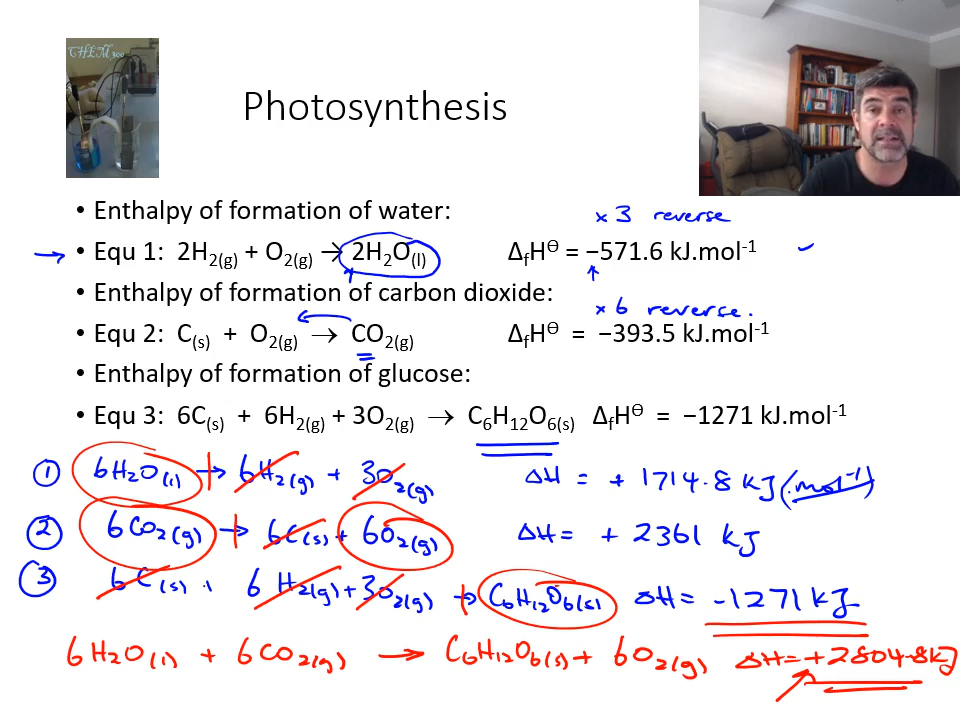 CHEM 300
Photosynthesis
• Enthalpy of formation of water:
× 3 reverse
• Equ 1: 2H₂(g) + O₂(g) → 2H₂O(l) ΔfH⊖ = −571.6 kJ.mol⁻¹
• Enthalpy of formation of carbon dioxide:
× 6 reverse.
• Equ 2: C(s) + O₂(g) → CO₂(g) ΔfH⊖ = −393.5 kJ.mol⁻¹
• Enthalpy of formation of glucose:
• Equ 3: 6C(s) + 6H₂(g) + 3O₂(g) → C₆H₁₂O₆(s) ΔfH⊖ = −1271 kJ.mol⁻¹
① 6H₂O(l) → 6H₂(g) + 3O₂(g) ΔH = + 1714.8 kJ (.mol⁻¹)
② 6CO₂(g) → 6C(s) + 6O₂(g) ΔH = + 2361 kJ
③ 6C(s) + 6H₂(g) + 3O₂(g) → C₆H₁₂O₆(s) ΔH = −1271 kJ
6H₂O(l) + 6CO₂(g) → C₆H₁₂O₆(s) + 6O₂(g) ΔH = +2804.8kJ